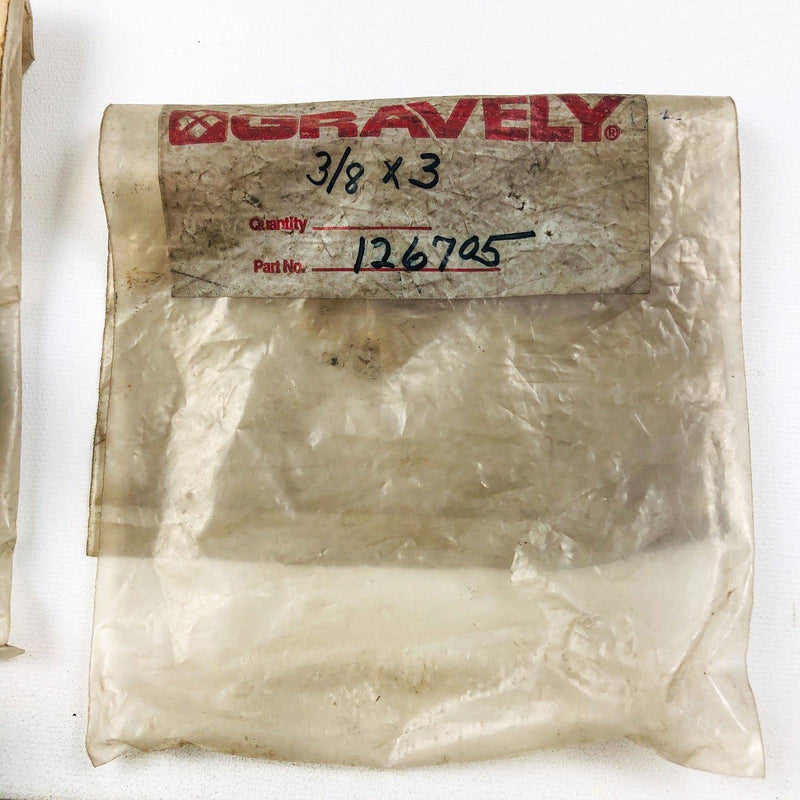 GRAVELY®
3/8 x 3
Quantity
Part No. 126705